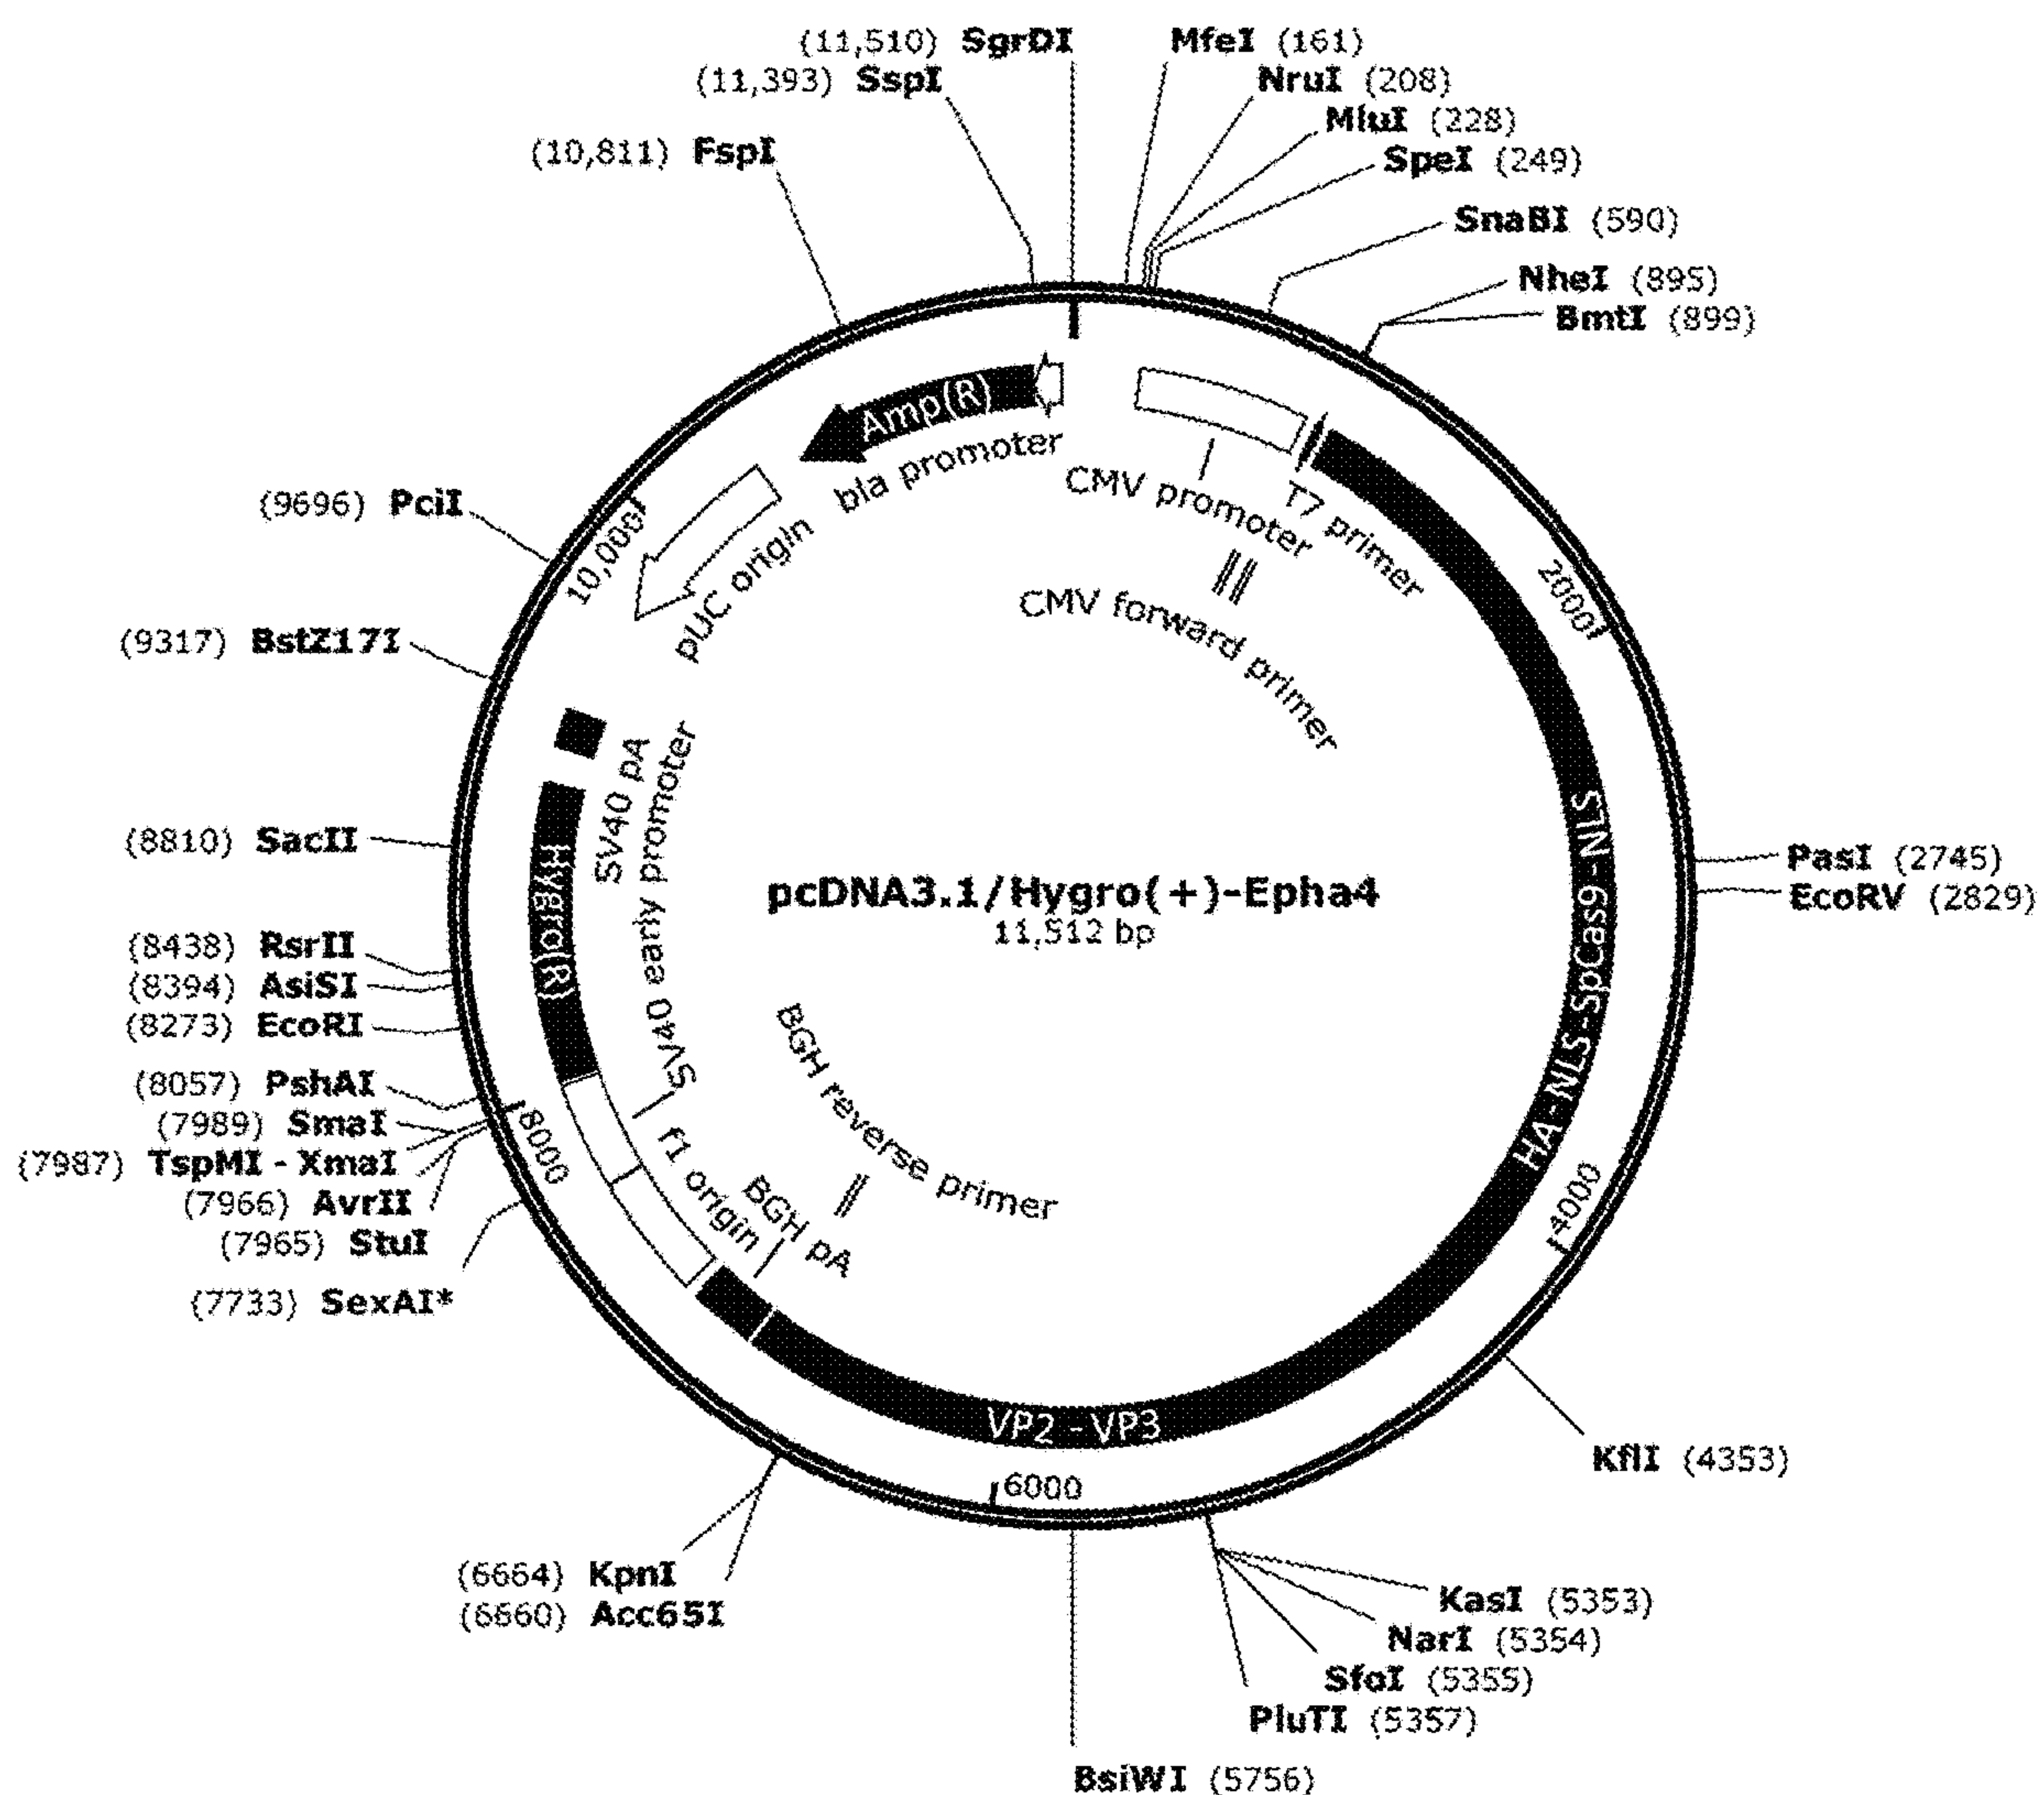 (11,510) SgrDI
(11,393) SspI
(10,811) FspI
MfeI (161)
NruI (208)
MluI (228)
SpeI (249)
SnaBI (590)
NheI (895)
BmtI (899)
2000
PasI (2745)
EcoRV (2829)
4000
KflI (4353)
KasI (5353)
NarI (5354)
SfoI (5355)
PluTI (5357)
BsiWI (5756)
6000
(6664) KpnI
(6660) Acc65I
(7733) SexAI*
(7965) StuI
(7966) AvrII
(7987) TspMI - XmaI
(7989) SmaI
8000
(8057) PshAI
(8273) EcoRI
(8394) AsiSI
(8438) RsrII
(8810) SacII
(9317) BstZ17I
(9696) PciI
10,000
Amp(R)
bla promoter
pUC origin
CMV promoter
T7 primer
CMV forward primer
HA-NLS-SpCas9-NLS
VP2 - VP3
BGH pA
BGH reverse primer
f1 origin
SV40 early promoter
Hygro(R)
SV40 pA
pcDNA3.1/Hygro(+)-Epha4
11,512 bp